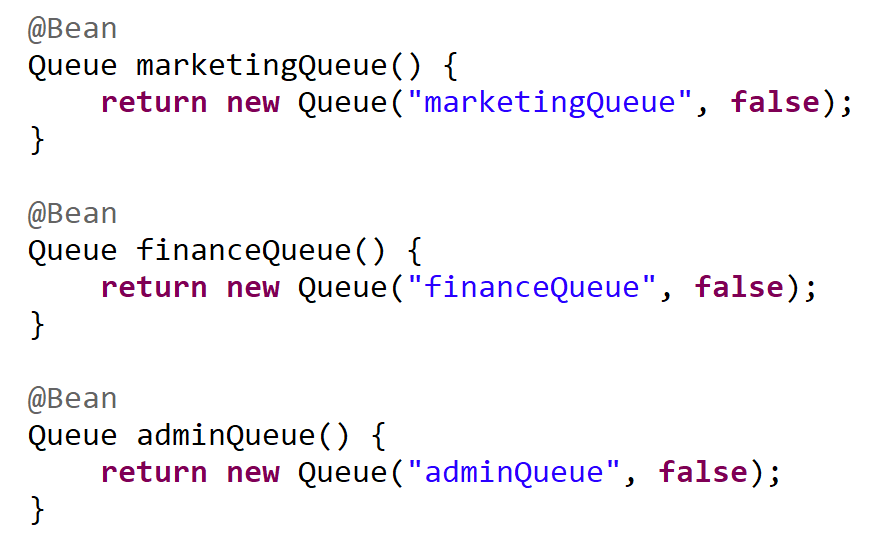 @Bean
Queue marketingQueue() {
    return new Queue("marketingQueue", false);
}

@Bean
Queue financeQueue() {
    return new Queue("financeQueue", false);
}

@Bean
Queue adminQueue() {
    return new Queue("adminQueue", false);
}